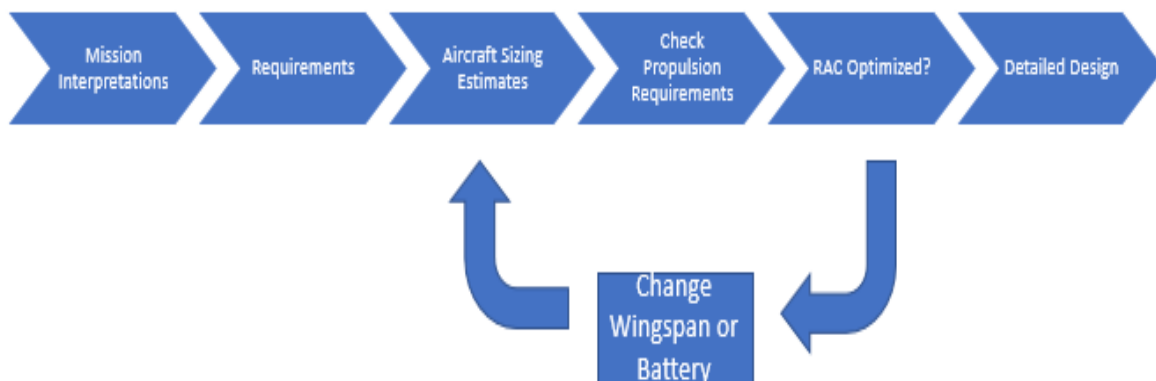 Mission
Interpretations
Requirements
Aircraft Sizing
Estimates
Check
Propulsion
Requirements
RAC Optimized?
Detailed Design
Change
Wingspan or
Battery